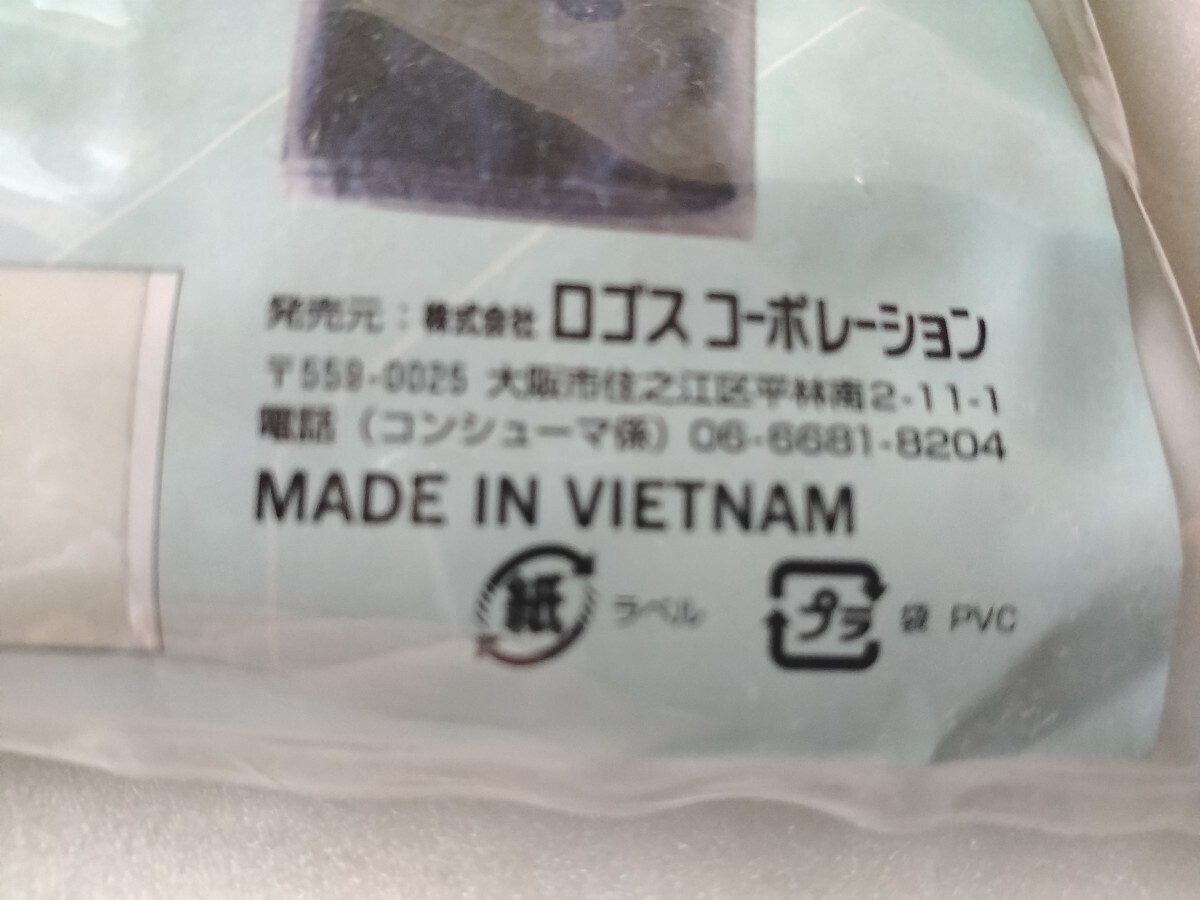 発売元：株式会社 ロゴス コーポレーション
〒559-0025 大阪市住之江区平林南2-11-1
電話（コンシューマ係）06-6681-8204
MADE IN VIETNAM
紙 ラベル プラ 袋 PVC